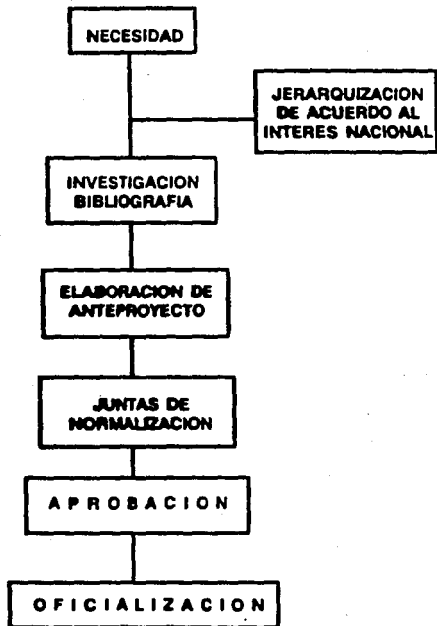 NECESIDAD
JERARQUIZACION
DE ACUERDO AL
INTERES NACIONAL
INVESTIGACION
BIBLIOGRAFIA
ELABORACION DE
ANTEPROYECTO
JUNTAS DE
NORMALIZACION
APROBACION
OFICIALIZACION